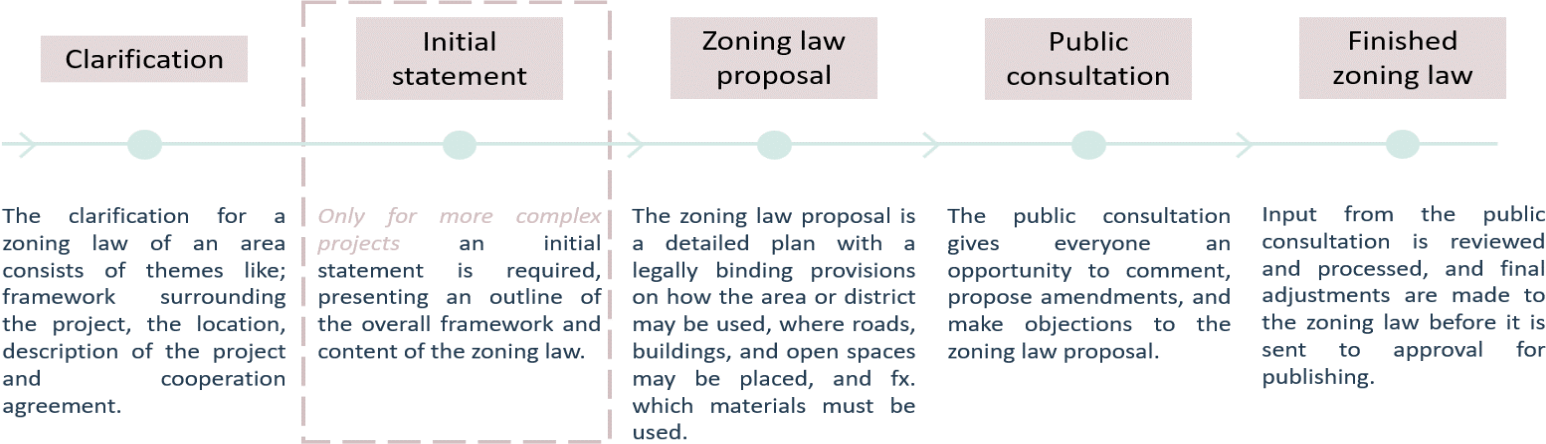 Clarification
Initial
statement
Zoning law
proposal
Public
consultation
Finished
zoning law
The clarification for a
zoning law of an area
consists of themes like;
framework surrounding
the project, the location,
description of the project
and cooperation
agreement.
Only for more complex
projects an initial
statement is required,
presenting an outline of
the overall framework and
content of the zoning law.
The zoning law proposal is
a detailed plan with a
legally binding provisions
on how the area or district
may be used, where roads,
buildings, and open spaces
may be placed, and fx.
which materials must be
used.
The public consultation
gives everyone an
opportunity to comment,
propose amendments, and
make objections to the
zoning law proposal.
Input from the public
consultation is reviewed
and processed, and final
adjustments are made to
the zoning law before it is
sent to approval for
publishing.